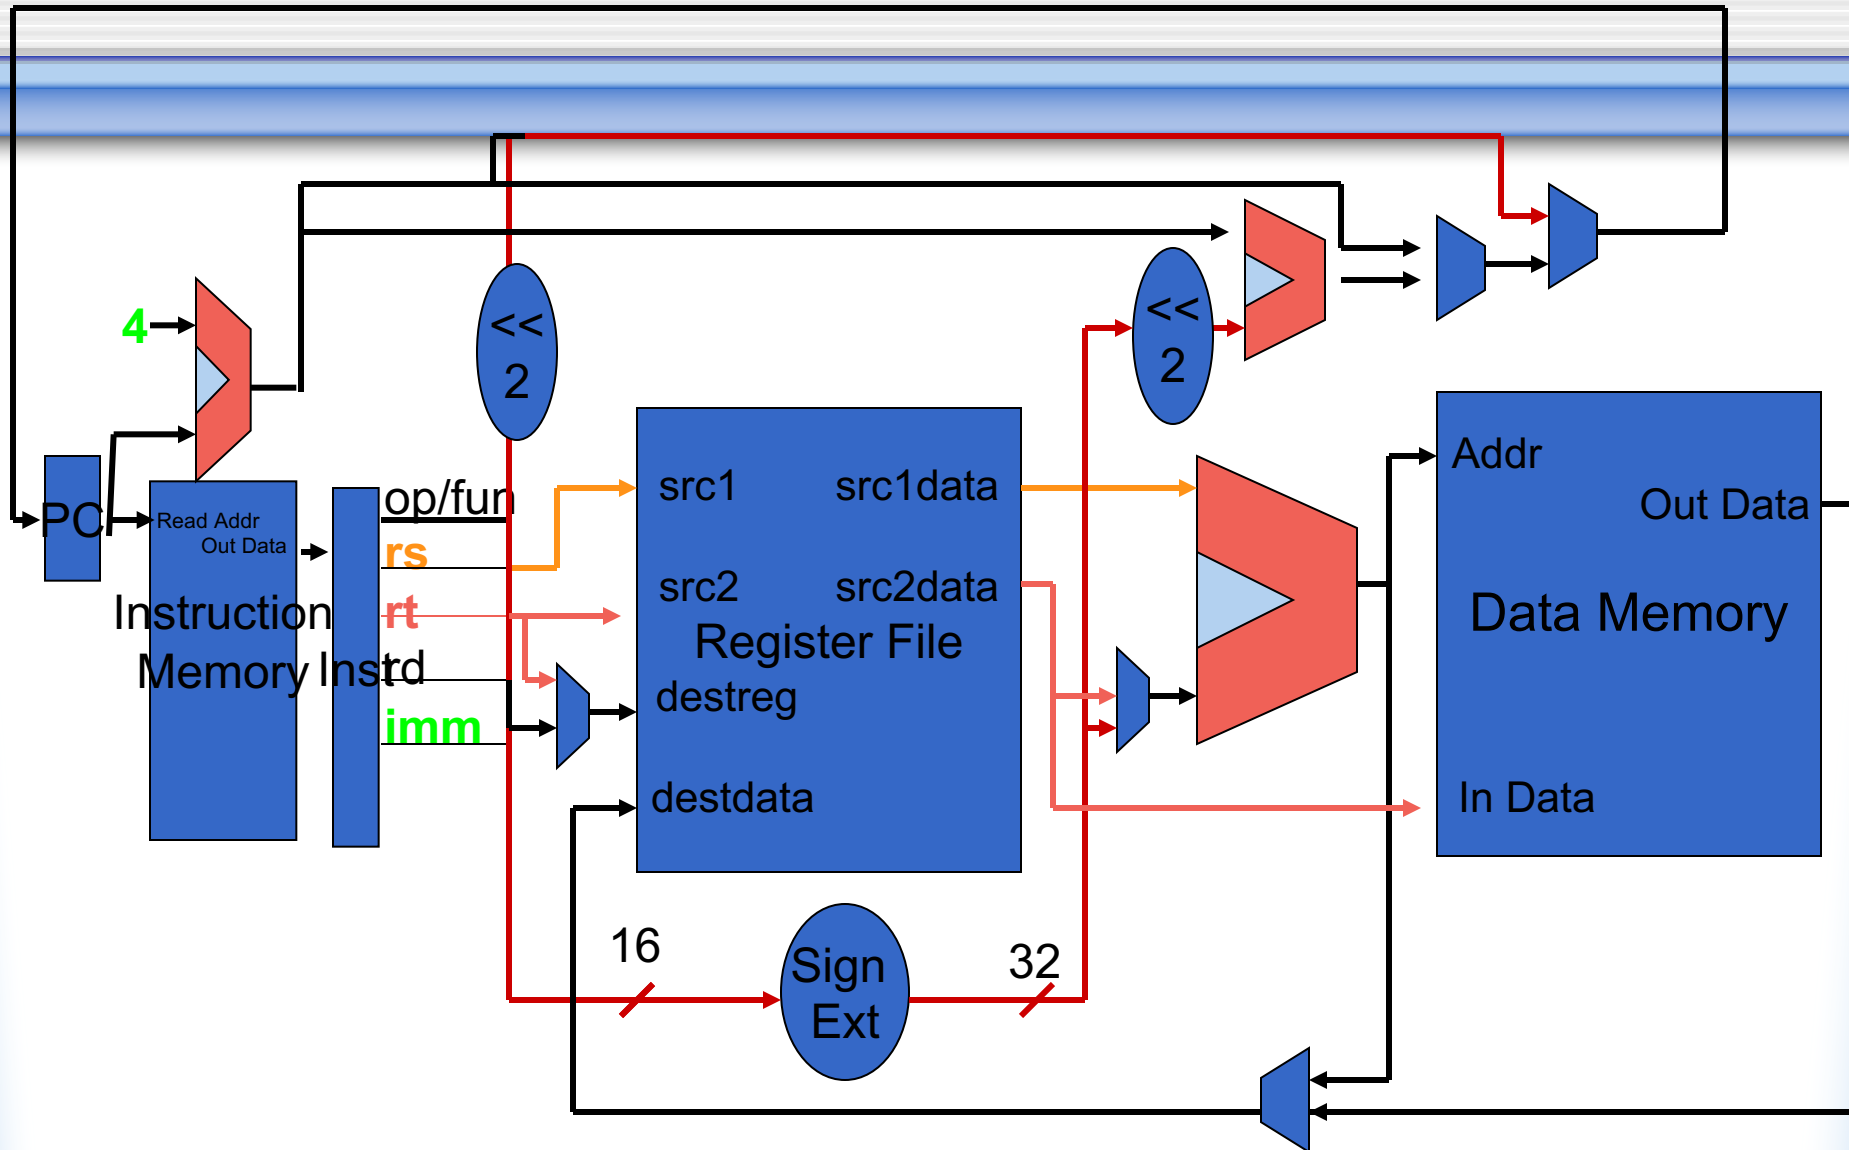 <<
2
<<
2
4
PC
Read Addr
Out Data
Instruction
Memory
Inst
op/fun
rs
rt
rd
imm
src1
src1data
src2
src2data
Register File
destreg
destdata
Addr
Out Data
Data Memory
In Data
16
Sign
Ext
32